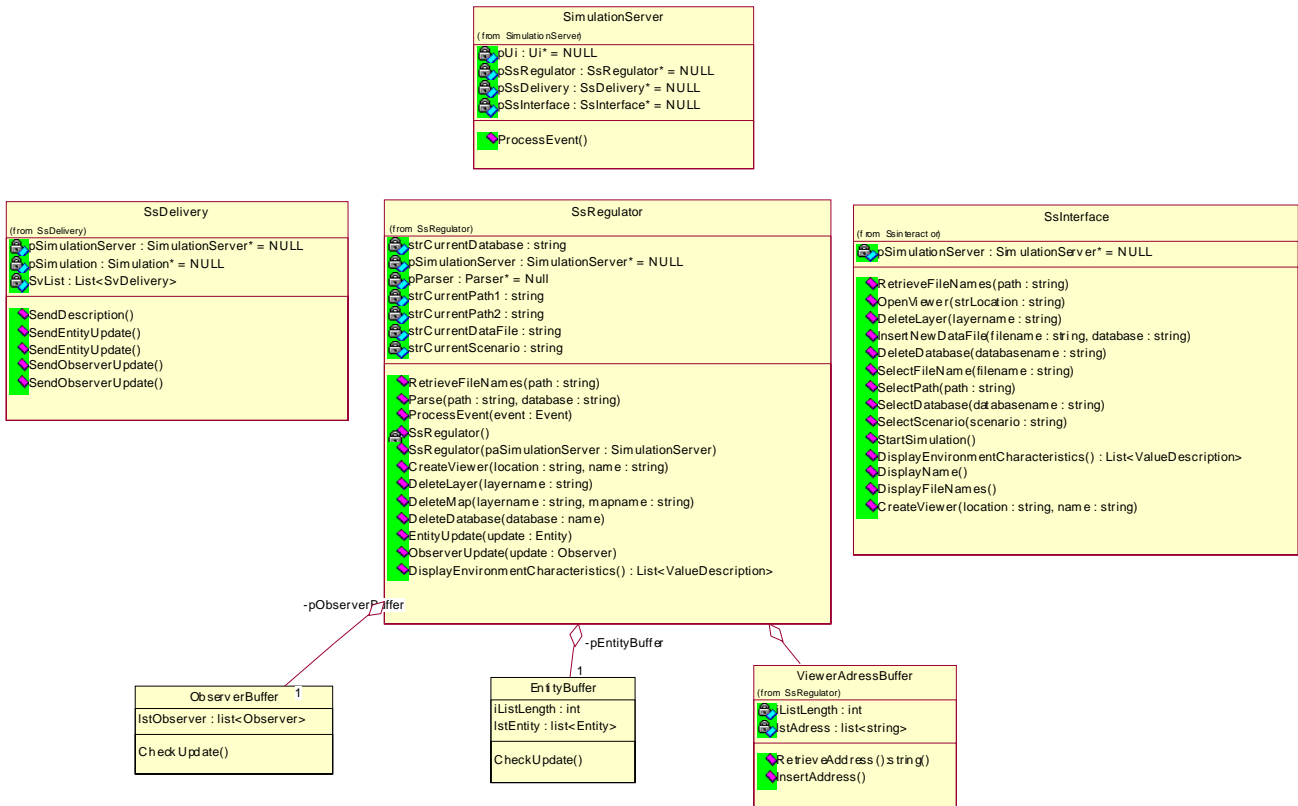 SimulationServer
(from SimulationServer)
pUi : Ui* = NULL
pSsRegulator : SsRegulator* = NULL
pSsDelivery : SsDelivery* = NULL
pSsInterface : SsInterface* = NULL
ProcessEvent()
SsDelivery
(from SsDelivery)
pSimulationServer : SimulationServer* = NULL
pSimulation : Simulation* = NULL
SvList : List<SvDelivery>
SendDescription()
SendEntityUpdate()
SendEntityUpdate()
SendObserverUpdate()
SendObserverUpdate()
SsRegulator
(from SsRegulator)
strCurrentDatabase : string
pSimulationServer : SimulationServer* = NULL
pParser : Parser* = Null
strCurrentPath1 : string
strCurrentPath2 : string
strCurrentDataFile : string
strCurrentScenario : string
RetrieveFileNames(path : string)
Parse(path : string, database : string)
ProcessEvent(event : Event)
SsRegulator()
SsRegulator(paSimulationServer : SimulationServer)
CreateViewer(location : string, name : string)
DeleteLayer(layername : string)
DeleteMap(layername : string, mapname : string)
DeleteDatabase(database : name)
EntityUpdate(update : Entity)
ObserverUpdate(update : Observer)
DisplayEnvironmentCharacteristics() : List<ValueDescription>
SsInterface
(from Ssinteractor)
pSimulationServer : SimulationServer* = NULL
RetrieveFileNames(path : string)
OpenViewer(strLocation : string)
DeleteLayer(layername : string)
InsertNewDataFile(filename : string, database : string)
DeleteDatabase(databasename : string)
SelectFileName(filename : string)
SelectPath(path : string)
SelectDatabase(databasename : string)
SelectScenario(scenario : string)
StartSimulation()
DisplayEnvironmentCharacteristics() : List<ValueDescription>
DisplayName()
DisplayFileNames()
CreateViewer(location : string, name : string)
-pObserverBuffer
-pEntityBuffer
1
1
ObserverBuffer
lstObserver : list<Observer>
CheckUpdate()
EntityBuffer
iListLength : int
lstEntity : list<Entity>
CheckUpdate()
ViewerAdressBuffer
(from SsRegulator)
iListLength : int
lstAdress : list<string>
RetrieveAddress():string()
InsertAddress()